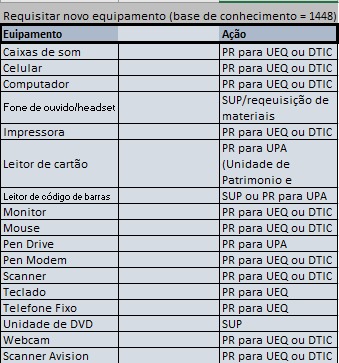 Requisitar novo equipamento (base de conhecimento = 1448)
Euipamento Ação
Caixas de som PR para UEQ ou DTIC
Celular PR para UEQ ou DTIC
Computador PR para UEQ ou DTIC
Fone de ouvido/headset SUP/reqeuisição de
materiais
Impressora PR para UEQ ou DTIC
Leitor de cartão PR para UPA
(Unidade de
Patrimonio e
Leitor de código de barras SUP ou PR para UPA
Monitor PR para UEQ ou DTIC
Mouse PR para UEQ ou DTIC
Pen Drive PR para UPA
Pen Modem PR para UEQ ou DTIC
Scanner PR para UEQ ou DTIC
Teclado PR para UEQ
Telefone Fixo PR para UEQ
Unidade de DVD SUP
Webcam PR para UEQ ou DTIC
Scanner Avision PR para UEQ ou DTIC